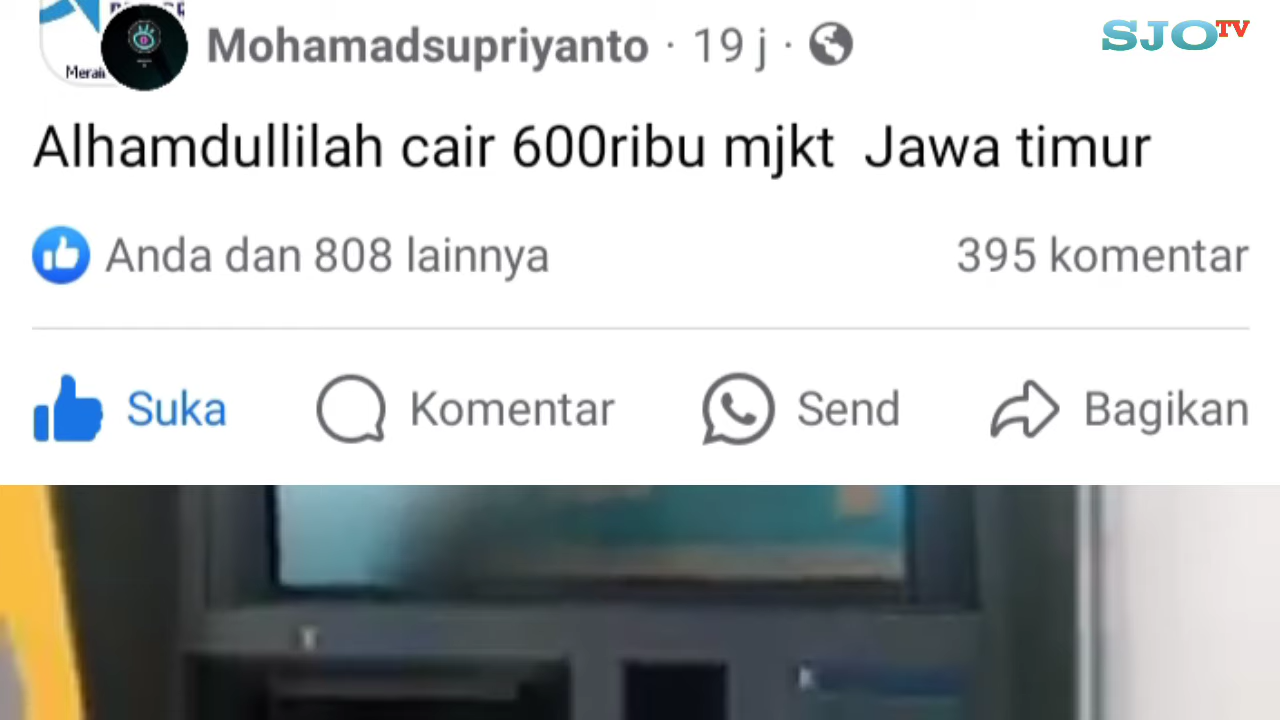 Merai
Mohamadsupriyanto · 19 j ·
SJOTV
Alhamdullilah cair 600ribu mjkt Jawa timur
Anda dan 808 lainnya
395 komentar
Suka
Komentar
Send
Bagikan